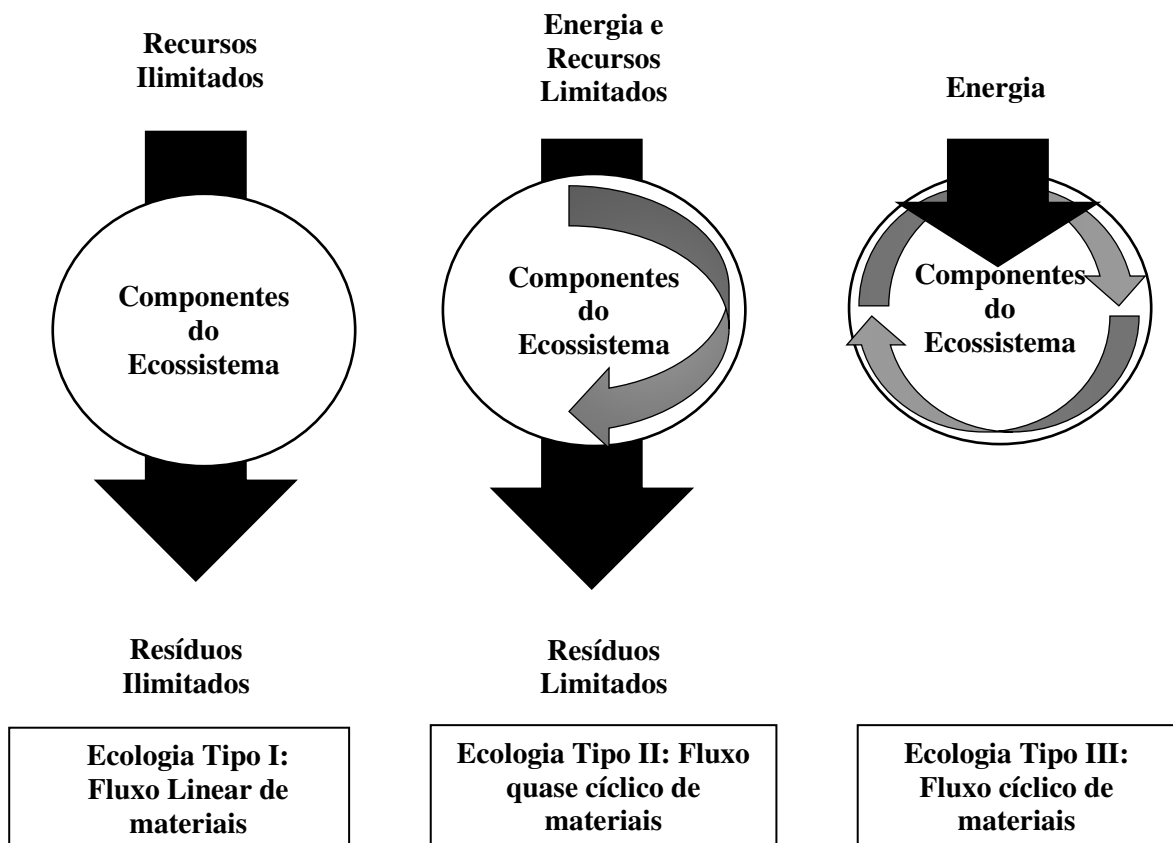 Recursos
Ilimitados
Componentes
do
Ecossistema
Resíduos
Ilimitados
Ecologia Tipo I:
Fluxo Linear de
materiais
Energia e
Recursos
Limitados
Componentes
do
Ecossistema
Resíduos
Limitados
Ecologia Tipo II: Fluxo
quase cíclico de
materiais
Energia
Componentes
do
Ecossistema
Ecologia Tipo III:
Fluxo cíclico de
materiais